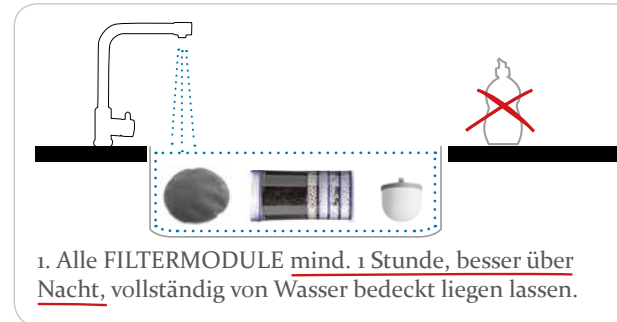 1. Alle FILTERMODULE mind. 1 Stunde, besser über
Nacht, vollständig von Wasser bedeckt liegen lassen.